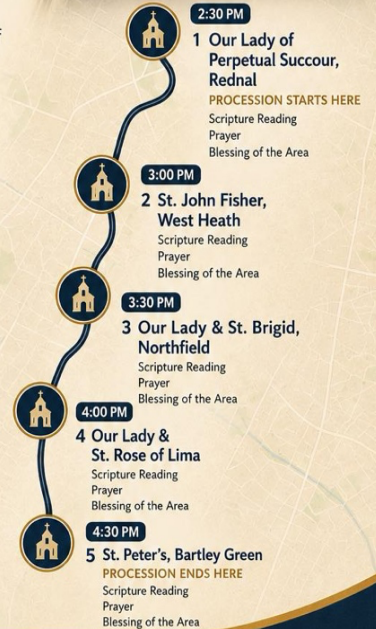 2:30 PM
1 Our Lady of
Perpetual Succour,
Rednal
PROCESSION STARTS HERE
Scripture Reading
Prayer
Blessing of the Area
3:00 PM
2 St. John Fisher,
West Heath
Scripture Reading
Prayer
Blessing of the Area
3:30 PM
3 Our Lady & St. Brigid,
Northfield
Scripture Reading
Prayer
Blessing of the Area
4:00 PM
4 Our Lady &
St. Rose of Lima
Scripture Reading
Prayer
Blessing of the Area
4:30 PM
5 St. Peter's, Bartley Green
PROCESSION ENDS HERE
Scripture Reading
Prayer
Blessing of the Area